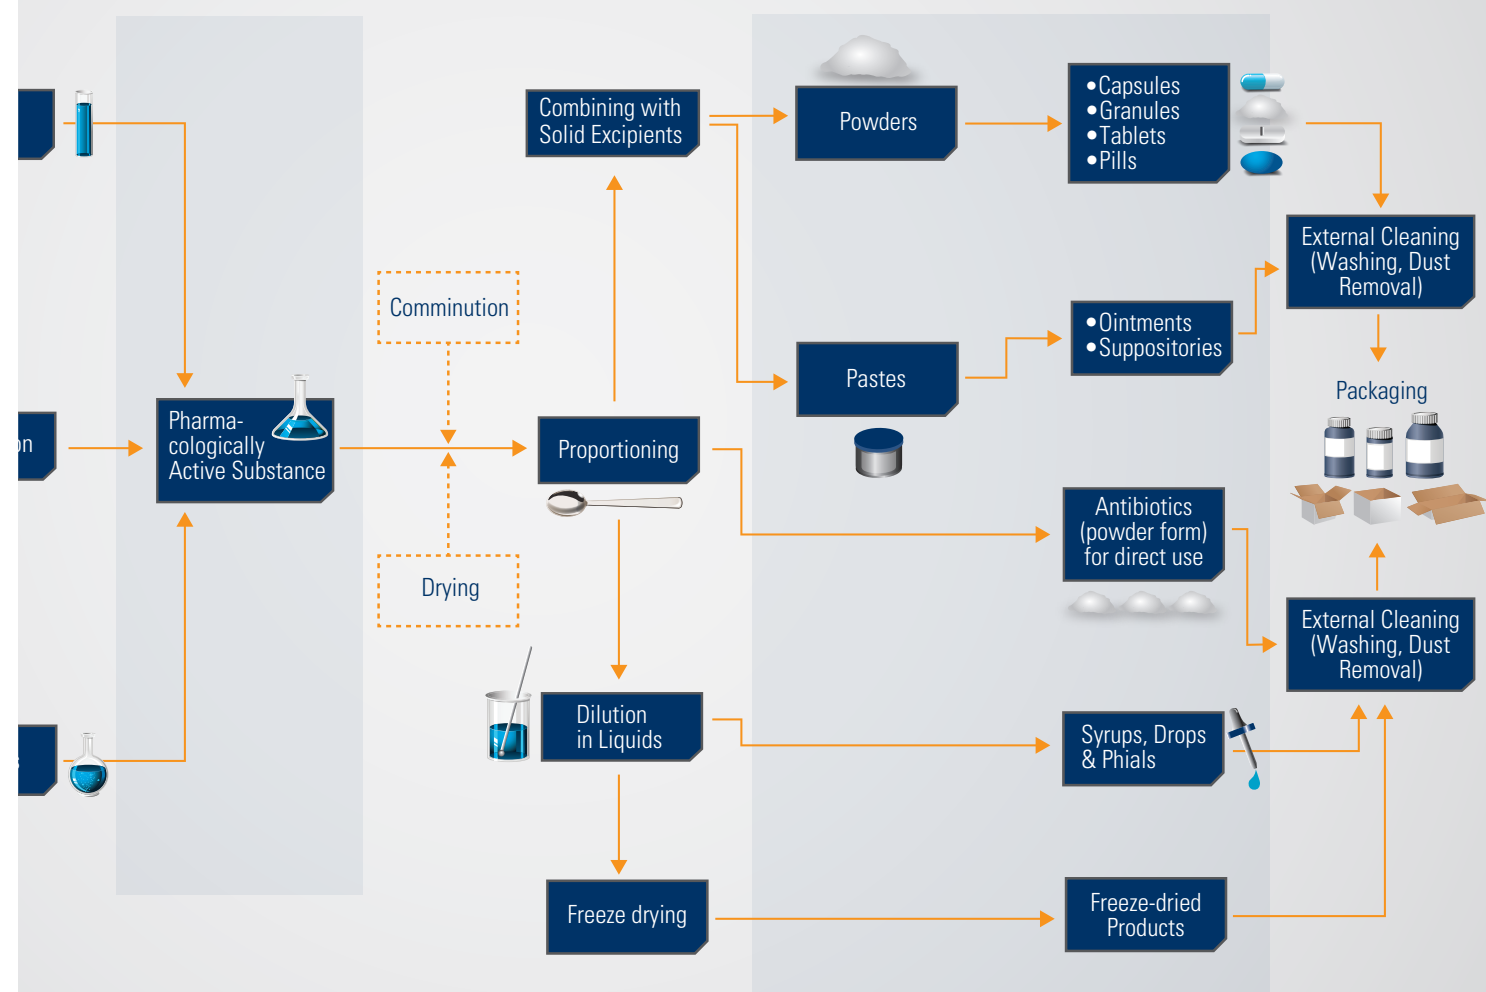 Combining with
Solid Excipients
Powders
•Capsules
•Granules
•Tablets
•Pills
External Cleaning
(Washing, Dust
Removal)
Comminution
•Ointments
•Suppositories
Pastes
Packaging
on
Pharma-
cologically
Active Substance
Proportioning
Antibiotics
(powder form)
for direct use
Drying
External Cleaning
(Washing, Dust
Removal)
Dilution
in Liquids
Syrups, Drops
& Phials
s
Freeze drying
Freeze-dried
Products